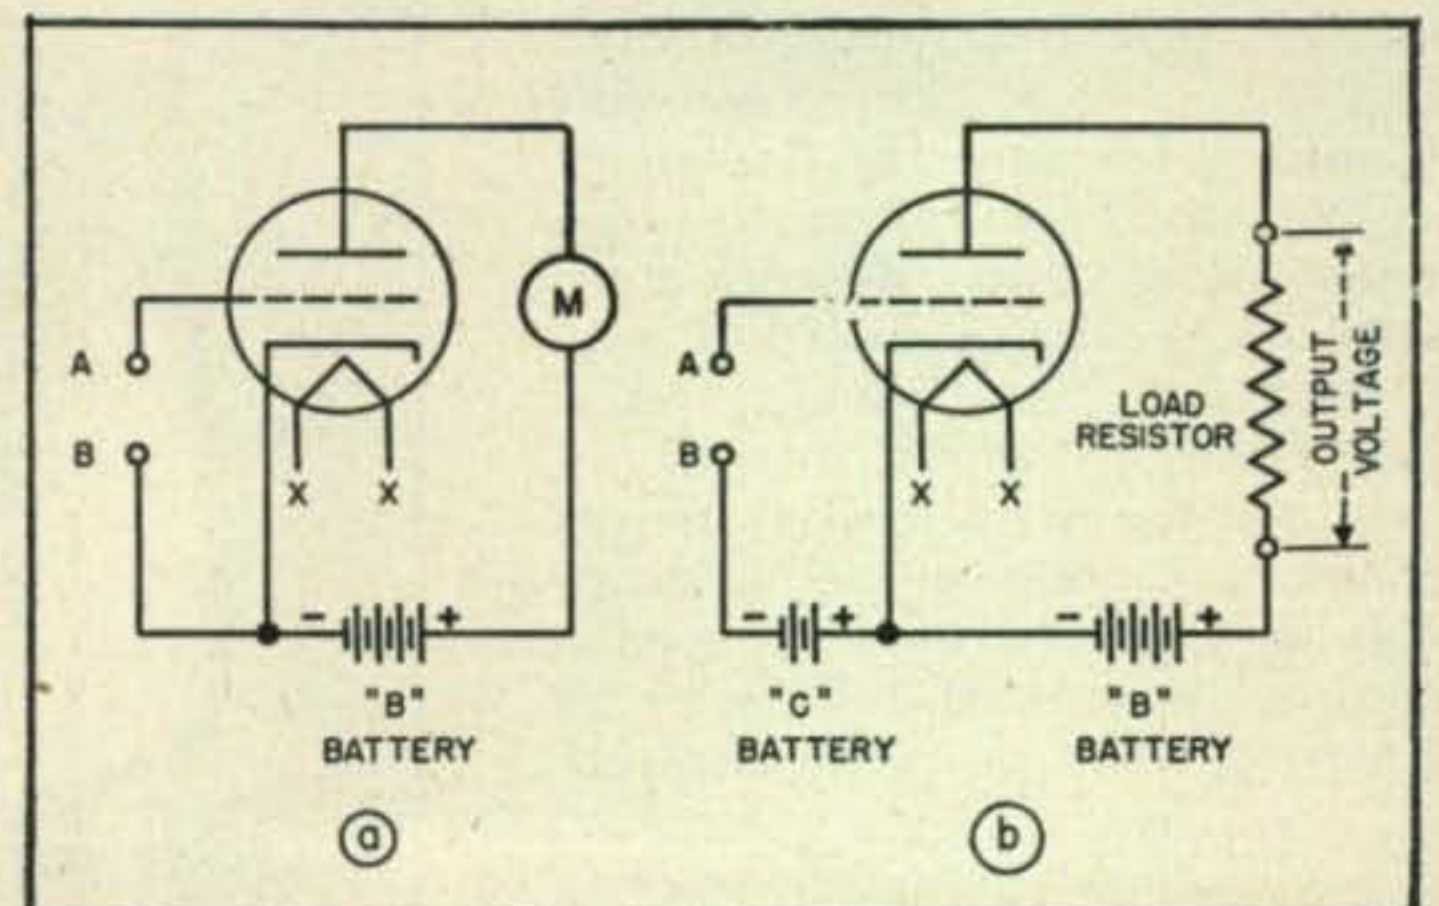 A
B
X X
M
- +
"B"
BATTERY
a
A
B
X X
LOAD
RESISTOR
OUTPUT
VOLTAGE
- +
"C"
BATTERY
- +
"B"
BATTERY
b